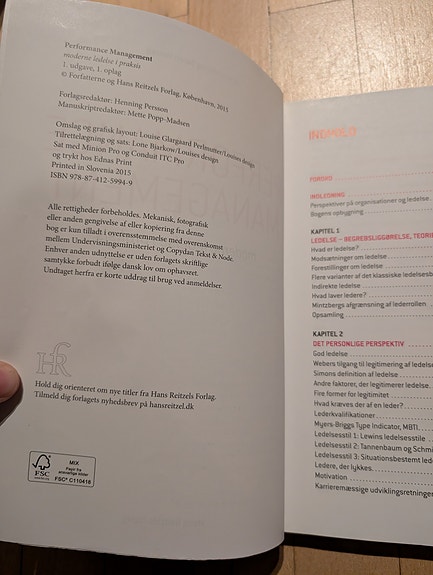 Performance Management
moderne ledelse i praksis
1. udgave, 1. oplag
© Forfatterne og Hans Reitzels Forlag, København, 2015
Forlagsredaktør: Henning Persson
Manuskriptredaktør: Mette Popp-Madsen
Omslag og grafisk layout: Louise Glargaard Perlmutter/Louises design
Tilrettelægning og sats: Lone Bjarkow/Louises design
Sat med Minion Pro og Conduit ITC Pro
og trykt hos Ednas Print
Printed in Slovenia 2015
ISBN 978-87-412-5994-9
Alle rettigheder forbeholdes. Mekanisk, fotografisk
eller anden gengivelse af eller kopiering fra denne
bog er kun tilladt i overensstemmelse med overenskomst
mellem Undervisningsministeriet og Copydan Tekst & Node.
Enhver anden udnyttelse er uden forlagets skriftlige
samtykke forbudt ifølge dansk lov om ophavsret.
Undtaget herfra er korte uddrag til brug ved anmeldelser.
HR
Hold dig orienteret om nye titler fra Hans Reitzels Forlag.
Tilmeld dig forlagets nyhedsbrev på hansreitzel.dk
FSC
MIX
Papir fra
ansvarlige kilder
FSC® C110418
INDHOLD
FORORD
INDLEDNING
Perspektiver på organisationer og ledelse
Bogens opbygning
KAPITEL 1
LEDELSE – BEGREBSLIGGØRELSE, TEORI
Hvad er ledelse?
Modsætninger om ledelse
Forestillinger om ledelse
Flere varianter af det klassiske ledelsesb
Indirekte ledelse
Hvad laver ledere?
Mintzbergs afgrænsning af lederrollen
Opsamling
KAPITEL 2
DET PERSONLIGE PERSPEKTIV
God ledelse
Webers tilgang til legitimering af ledelse
Simons definition af ledelse
Andre faktorer, der legitimerer ledelse
Fire former for legitimitet
Hvad kræves der af en leder?
Lederkvalifikationer
Myers-Briggs Type Indicator, MBTI
Ledelsesstil 1: Lewins ledelsesstile
Ledelsesstil 2: Tannenbaum og Schmi
Ledelsesstil 3: Situationsbestemt led
Ledere, der lykkes
Motivation
Karrieremæssige udviklingsretninger